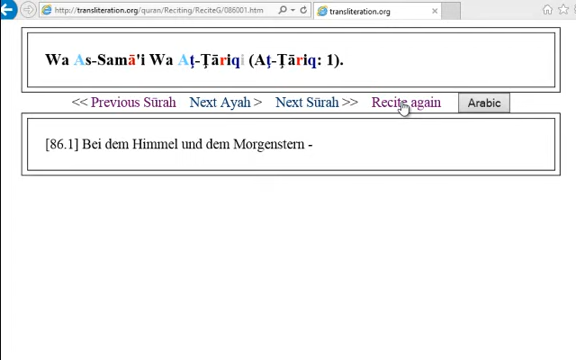 http://transliteration.org/quran/Reciting/ReciteG/086001.htm
transliteration.org
Wa As-Samā'i Wa Aţ-Ţāriqi (Aţ-Ţāriq: 1).
<< Previous Sūrah Next Ayah > Next Sūrah >> Recite again Arabic
[86.1] Bei dem Himmel und dem Morgenstern -